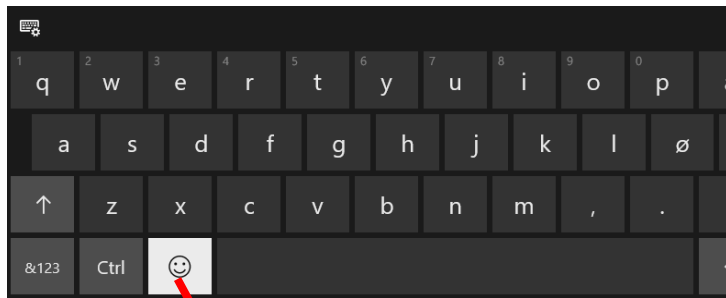 1 2 3 4 5 6 7 8 9 0
q w e r t y u i o p
a s d f g h j k l ø
z x c v b n m , .
&123 Ctrl